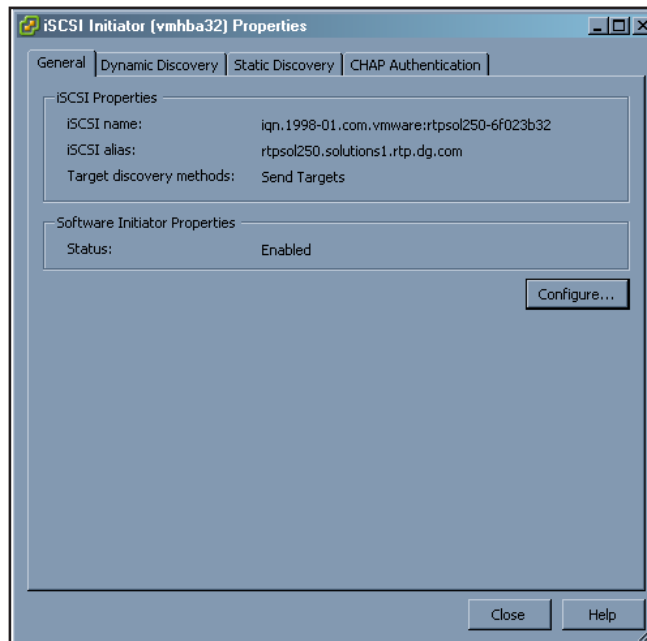 iSCSI Initiator (vmhba32) Properties
General Dynamic Discovery Static Discovery CHAP Authentication
iSCSI Properties
iSCSI name: iqn.1998-01.com.vmware:rtpsol250-6f023b32
iSCSI alias: rtpsol250.solutions1.rtp.dg.com
Target discovery methods: Send Targets
Software Initiator Properties
Status: Enabled
Configure...
Close Help